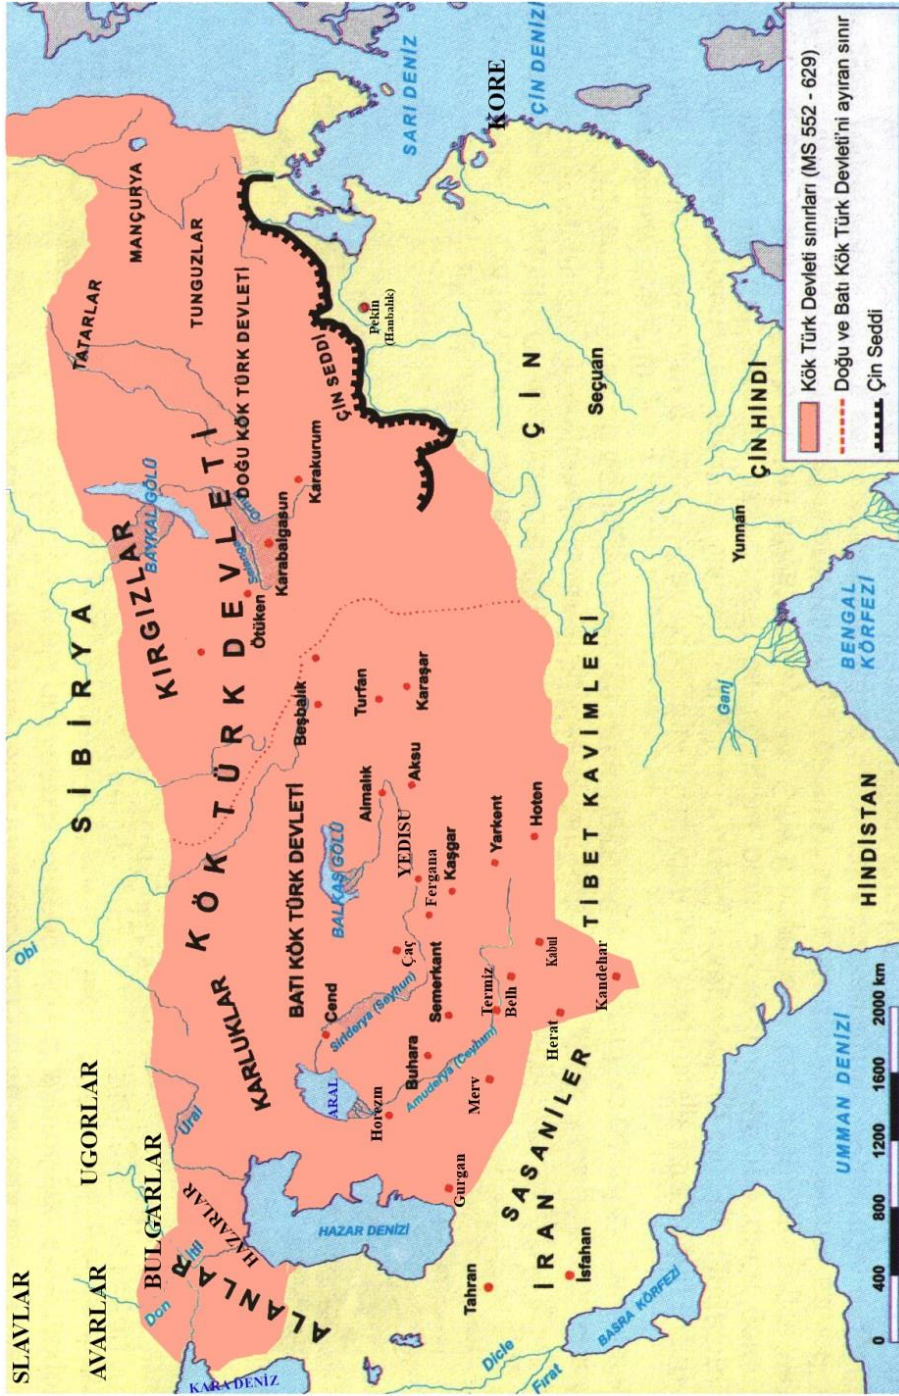 SLAVLAR
AVARLAR
UGORLAR
BULGARLAR
HAZARLAR
ALANLAR
Don
İtil
Ural
KARA DENİZ
HAZAR DENİZİ
SİBİRYA
Obi
KIRGIZLAR
BAYKAL GÖLÜ
TATARLAR
MANÇURYA
TUNGUZLAR
KÖK TÜRK DEVLETİ
DOĞU KÖK TÜRK DEVLETİ
KARLUKLAR
BATI KÖK TÜRK DEVLETİ
BALKAŞ GÖLÜ
Selenga
Ötüken
Karabalgasun
Karakurum
ÇİN SEDDİ
Beşbalık
Turfan
Karaşar
Almalık
Aksu
YEDISU
Fergana
Kaşgar
Yarkent
Hoten
Çaç
Cend
Siriderya (Seyhun)
Semerkant
ARAL
Horezm
Buhara
Amuderya (Ceyhun)
Termiz
Belh
Kabul
Kandehar
Herat
Merv
Gurgan
SASANİLER
İRAN
Tahran
İsfahan
Dicle
Fırat
BASRA KÖRFEZİ
UMMAN DENİZİ
TİBET KAVİMLERİ
HİNDİSTAN
Ganj
BENGAL KÖRFEZİ
Yunnan
ÇİN HİNDİ
Seçuan
ÇİN
Pekin
(Hanbalık)
SARI DENİZ
KORE
ÇİN DENİZİ
0 400 800 1200 1600 2000 km
Kök Türk Devleti sınırları (MS 552 - 629)
Doğu ve Batı Kök Türk Devleti'ni ayıran sınır
Çin Seddi